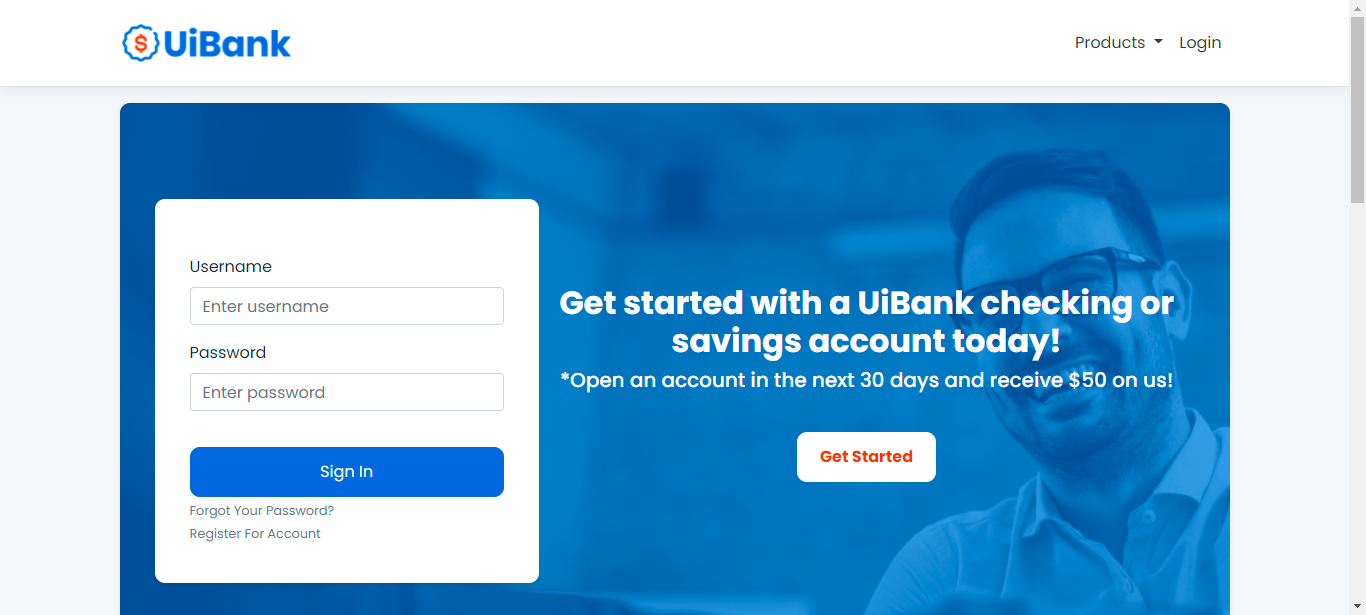 UiBank
Products
Login
Username
Enter username
Password
Enter password
Sign In
Forgot Your Password?
Register For Account
Get started with a UiBank checking or
savings account today!
*Open an account in the next 30 days and receive $50 on us!
Get Started